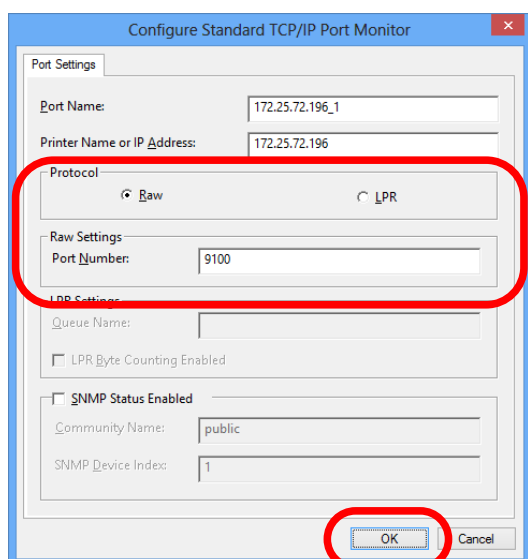 Configure Standard TCP/IP Port Monitor
Port Settings
Port Name: 172.25.72.196_1
Printer Name or IP Address: 172.25.72.196
Protocol
Raw LPR
Raw Settings
Port Number: 9100
LPR Settings
Queue Name:
LPR Byte Counting Enabled
SNMP Status Enabled
Community Name: public
SNMP Device Index: 1
OK Cancel